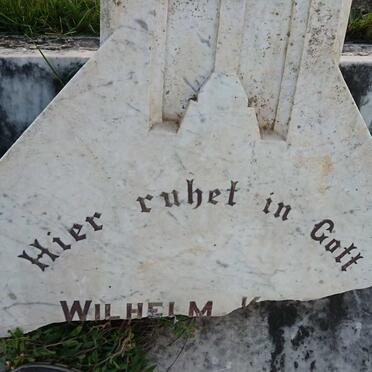 Hier ruhet in Gott
WILHELM